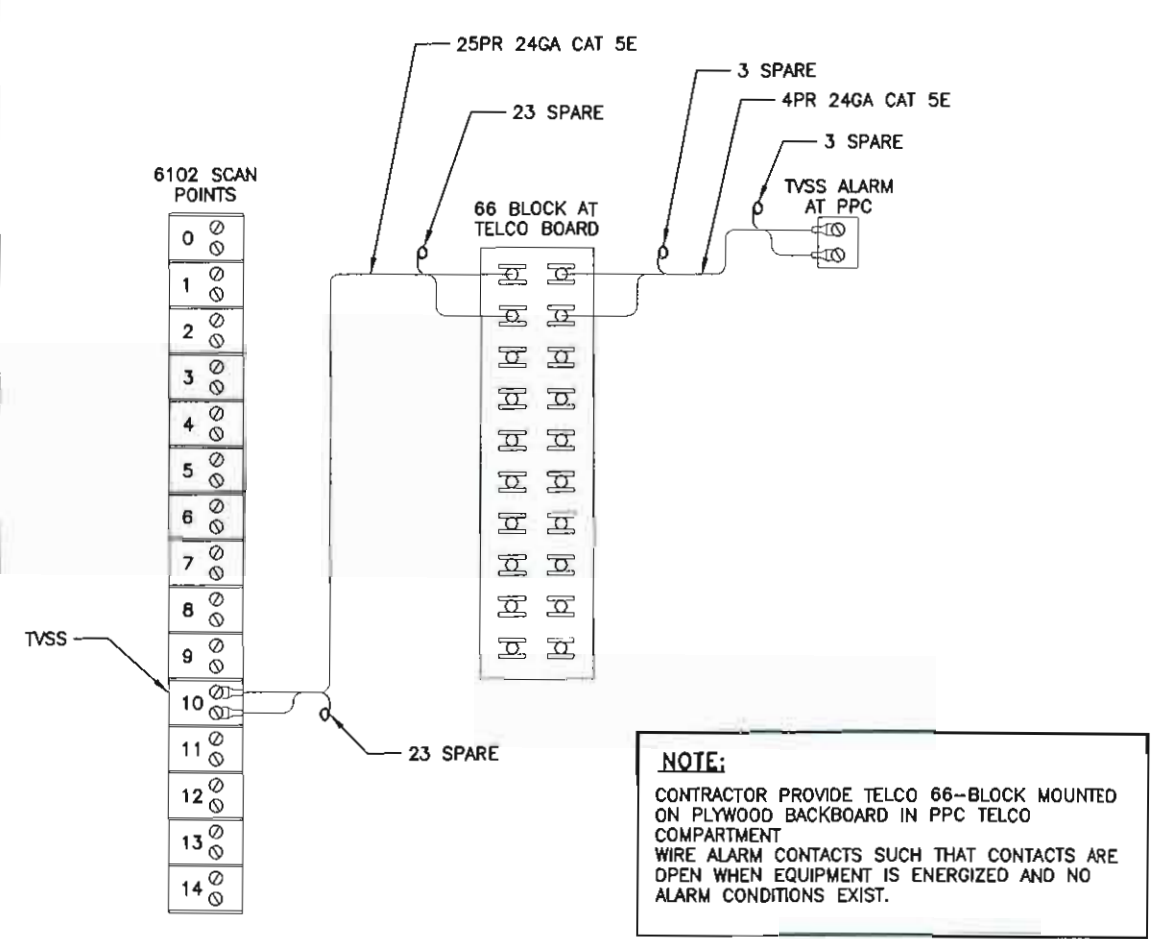 25PR 24GA CAT 5E
3 SPARE
4PR 24GA CAT 5E
23 SPARE
3 SPARE
6102 SCAN
POINTS
TVSS ALARM
AT PPC
66 BLOCK AT
TELCO BOARD
0
1
2
3
4
5
6
7
8
9
TVSS
10
11
12
13
14
23 SPARE
NOTE:
CONTRACTOR PROVIDE TELCO 66-BLOCK MOUNTED
ON PLYWOOD BACKBOARD IN PPC TELCO
COMPARTMENT
WIRE ALARM CONTACTS SUCH THAT CONTACTS ARE
OPEN WHEN EQUIPMENT IS ENERGIZED AND NO
ALARM CONDITIONS EXIST.